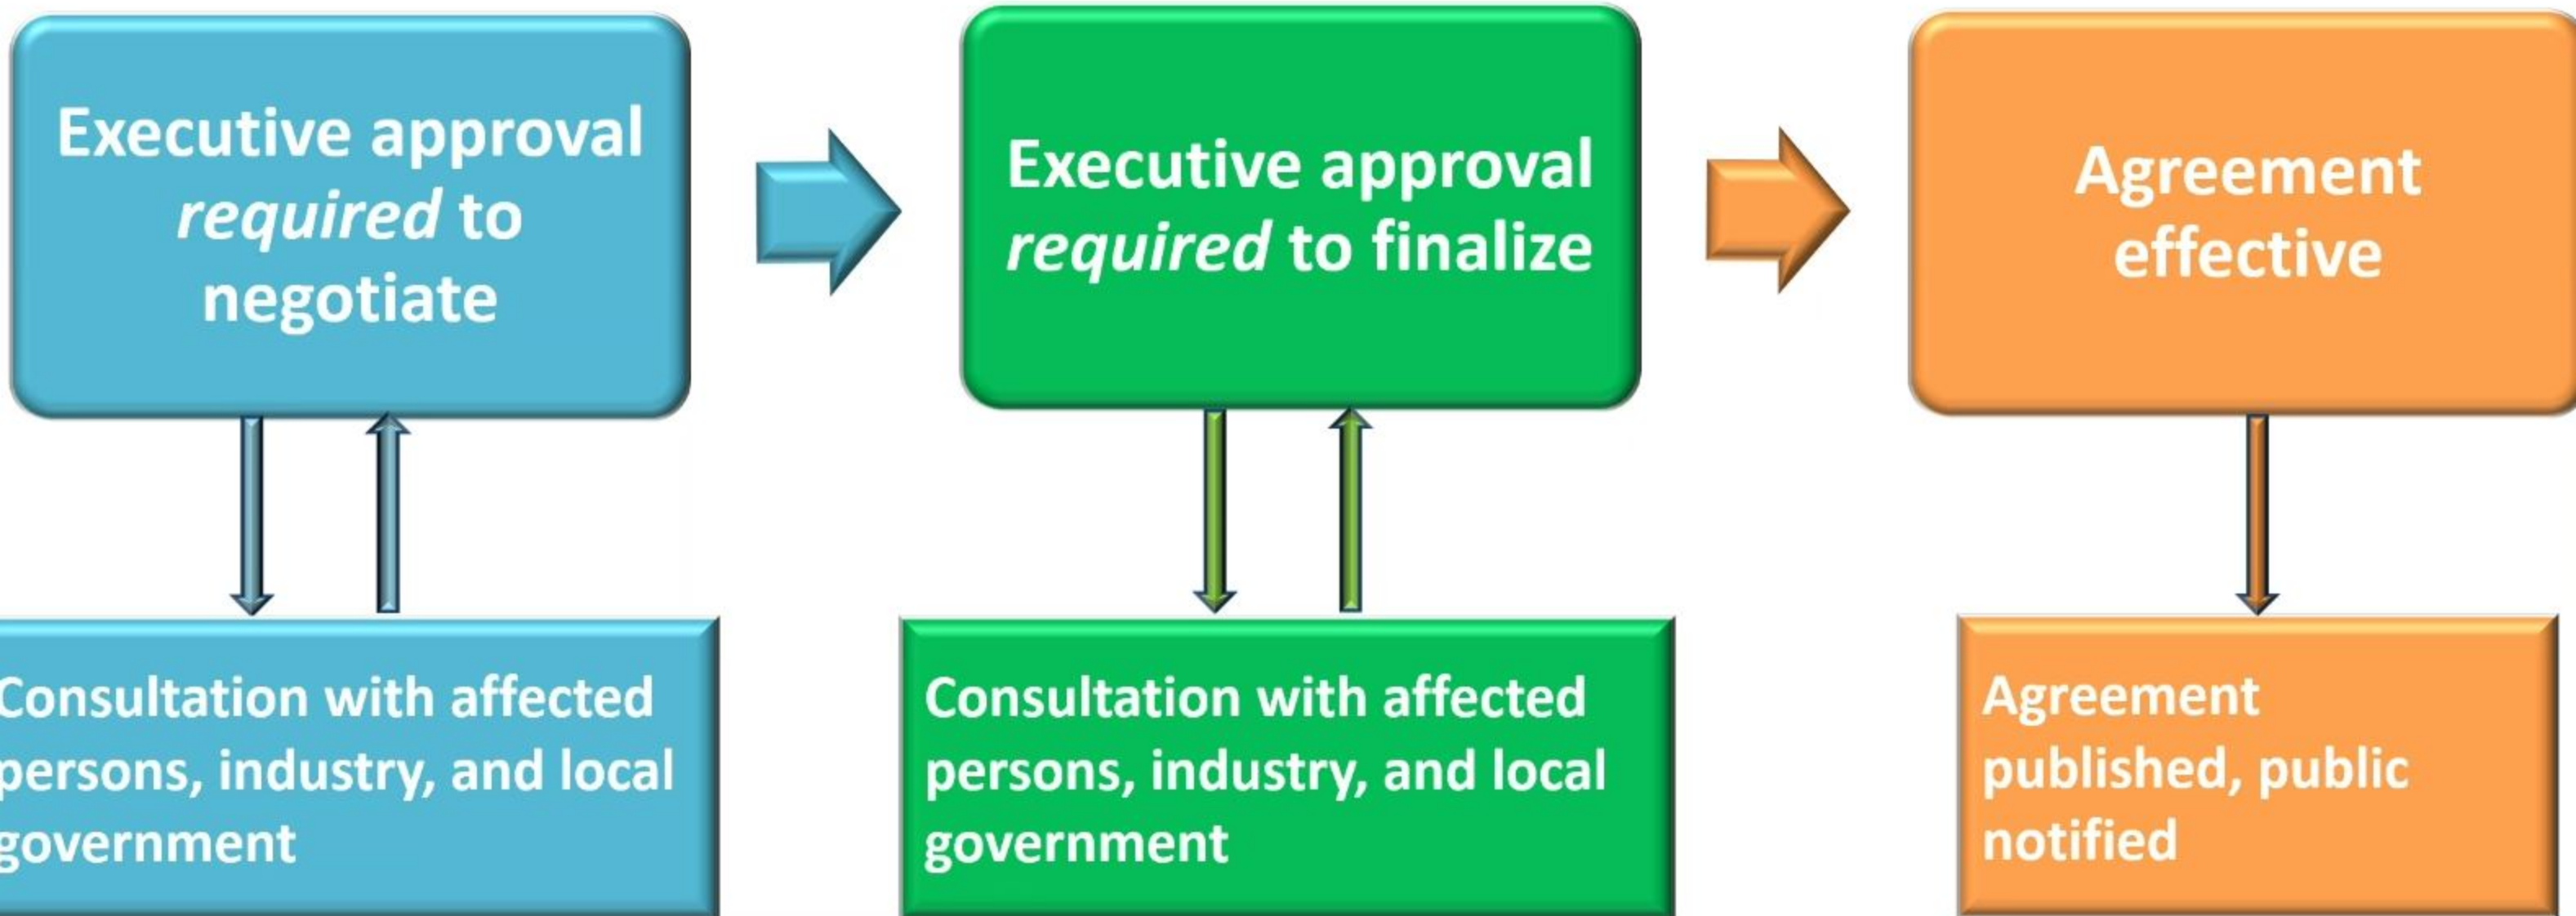 Executive approval
required to
negotiate
Executive approval
required to finalize
Agreement
effective
Consultation with affected
persons, industry, and local
government
Consultation with affected
persons, industry, and local
government
Agreement
published, public
notified